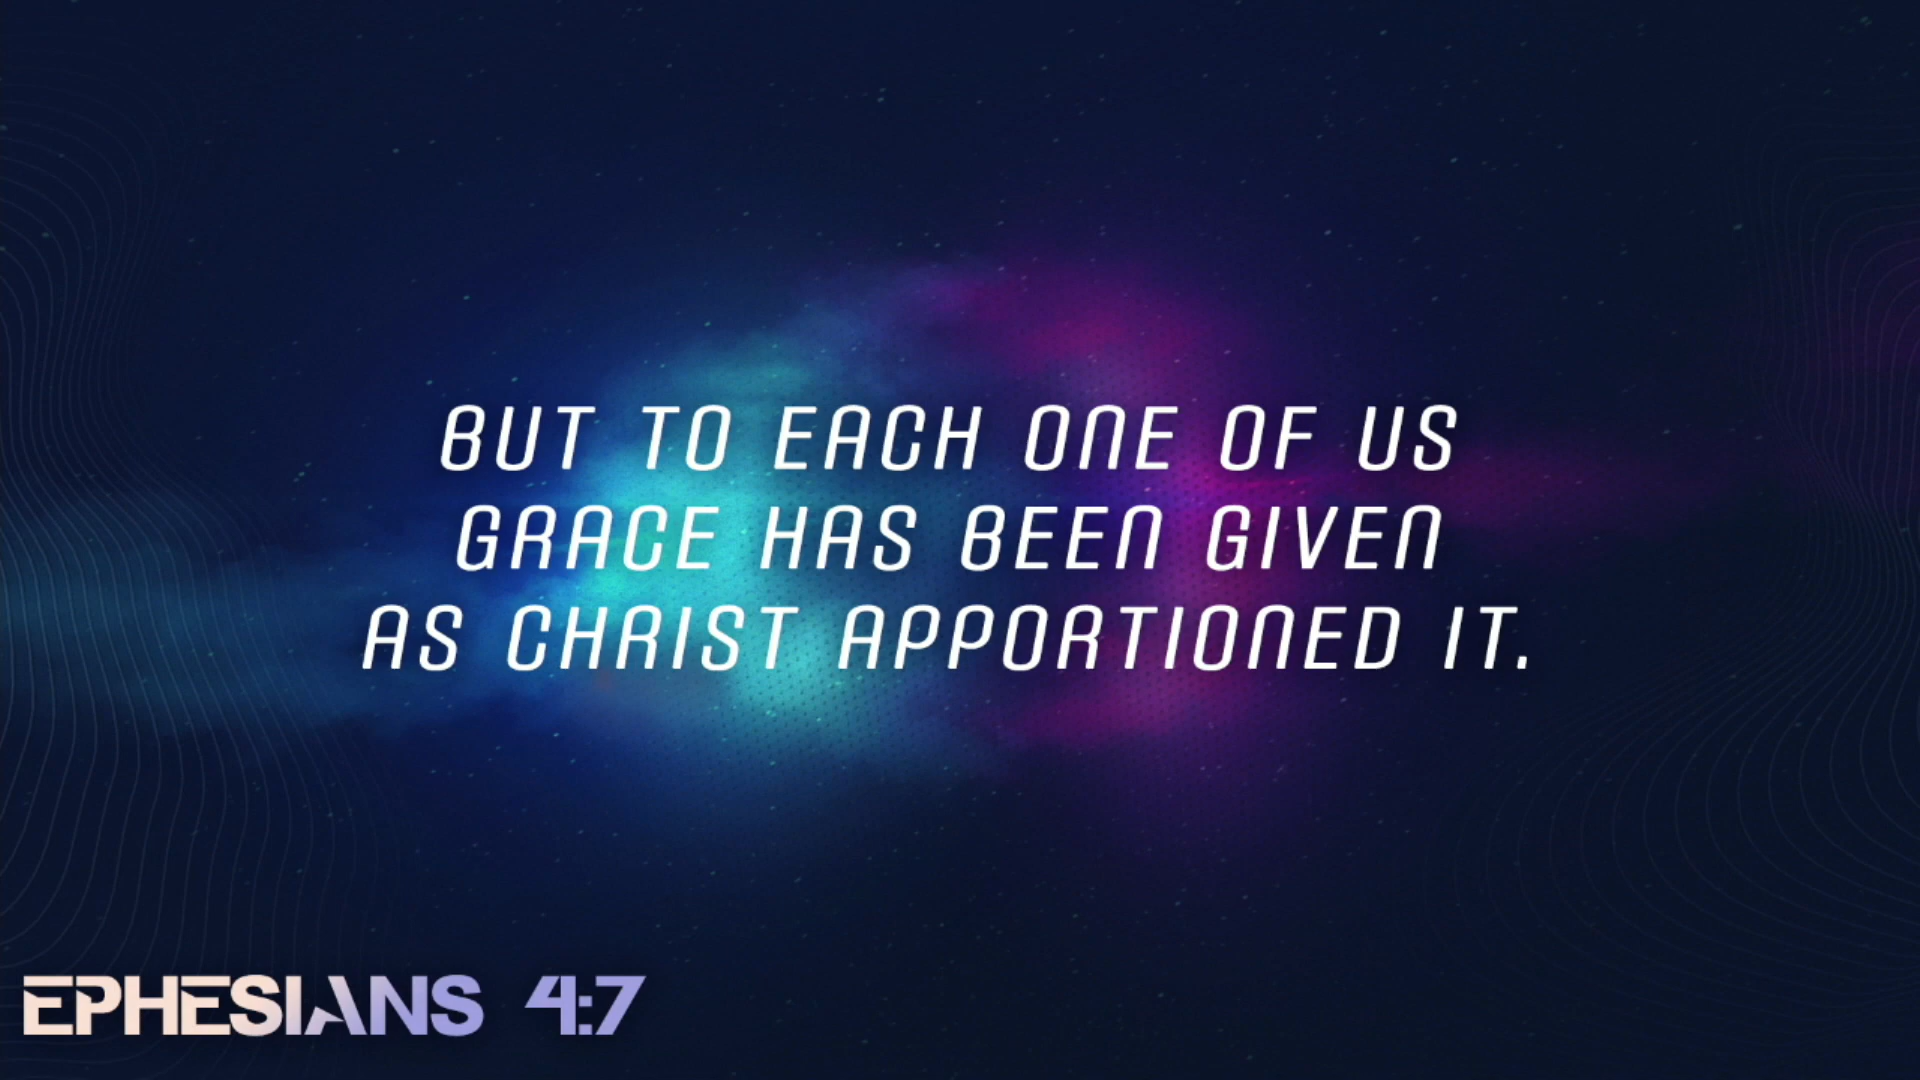 BUT TO EACH ONE OF US
GRACE HAS BEEN GIVEN
AS CHRIST APPORTIONED IT.
EPHESIANS 4:7